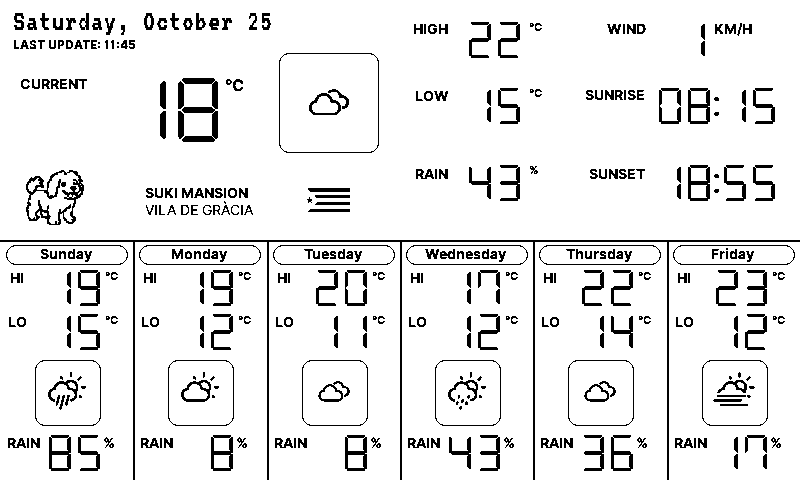 Saturday, October 25
LAST UPDATE: 11:45
CURRENT
18 °C
SUKI MANSION
VILA DE GRÀCIA
HIGH 22 °C
LOW 15 °C
RAIN 43 %
WIND 1 KM/H
SUNRISE 08:15
SUNSET 18:55
Sunday
HI 19 °C
LO 15 °C
RAIN 85 %
Monday
HI 19 °C
LO 12 °C
RAIN 8 %
Tuesday
HI 20 °C
LO 11 °C
RAIN 8 %
Wednesday
HI 17 °C
LO 12 °C
RAIN 43 %
Thursday
HI 22 °C
LO 14 °C
RAIN 36 %
Friday
HI 23 °C
LO 12 °C
RAIN 17 %